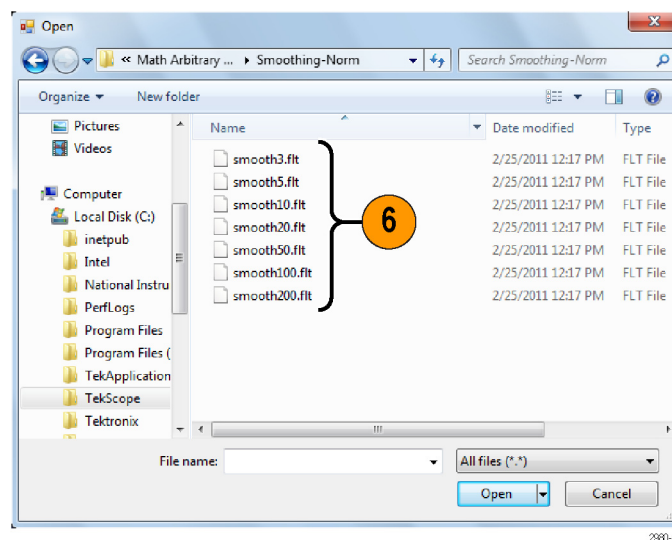 Open
« Math Arbitrary ... ▸ Smoothing-Norm
Search Smoothing-Norm
Organize
New folder
Pictures
Videos
Computer
Local Disk (C:)
inetpub
Intel
National Instru
PerfLogs
Program Files
Program Files (
TekApplication
TekScope
Tektronix
Name
Date modified
Type
smooth3.flt 2/25/2011 12:17 PM FLT File
smooth5.flt 2/25/2011 12:17 PM FLT File
smooth10.flt 2/25/2011 12:17 PM FLT File
smooth20.flt 2/25/2011 12:17 PM FLT File
smooth50.flt 2/25/2011 12:17 PM FLT File
smooth100.flt 2/25/2011 12:17 PM FLT File
smooth200.flt 2/25/2011 12:17 PM FLT File
6
File name:
All files (*.*)
Open
Cancel